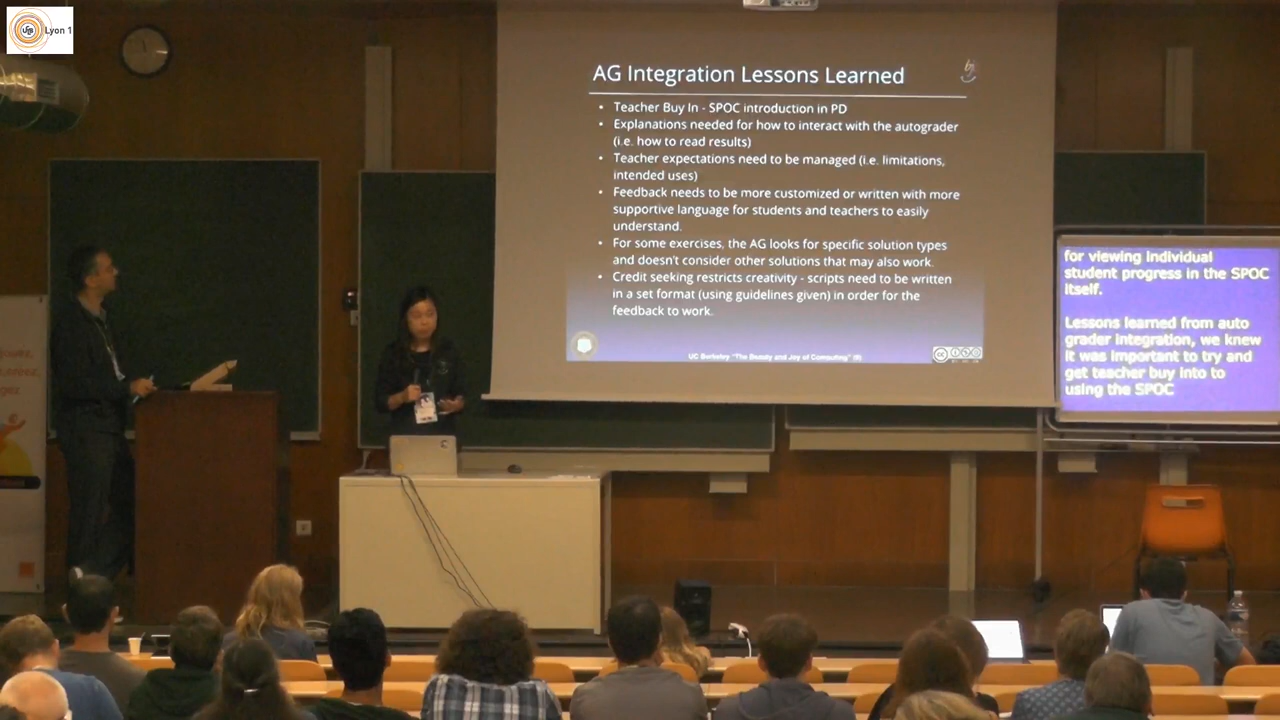 UCB Lyon 1
AG Integration Lessons Learned
• Teacher Buy In - SPOC introduction in PD
• Explanations needed for how to interact with the autograder
(i.e. how to read results)
• Teacher expectations need to be managed (i.e. limitations,
intended uses)
• Feedback needs to be more customized or written with more
supportive language for students and teachers to easily
understand.
• For some exercises, the AG looks for specific solution types
and doesn't consider other solutions that may also work.
• Credit seeking restricts creativity - scripts need to be written
in a set format (using guidelines given) in order for the
feedback to work.
UC Berkeley "The Beauty and Joy of Computing" (9)
for viewing individual
student progress in the SPOC
itself.
Lessons learned from auto
grader integration, we knew
it was important to try and
get teacher buy into to
using the SPOC